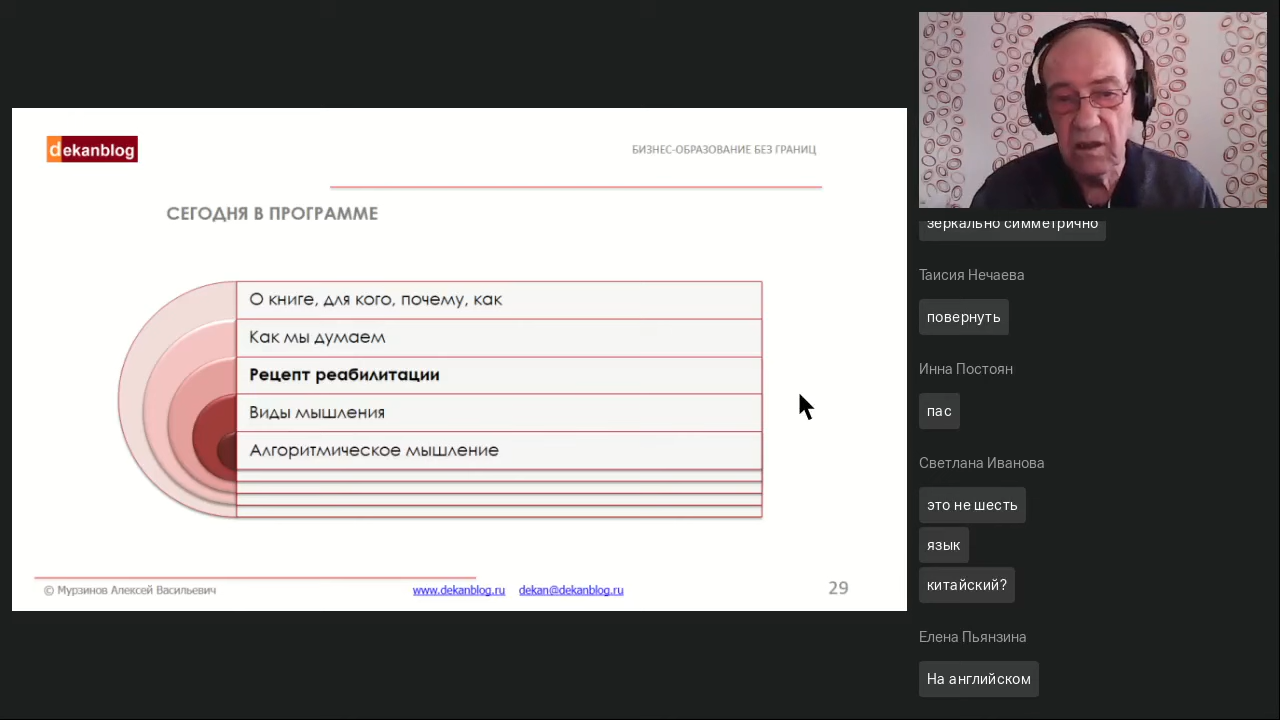 dekanblog
БИЗНЕС-ОБРАЗОВАНИЕ БЕЗ ГРАНИЦ
СЕГОДНЯ В ПРОГРАММЕ
О книге, для кого, почему, как
Как мы думаем
Рецепт реабилитации
Виды мышления
Алгоритмическое мышление
© Мурзинов Алексей Васильевич
www.dekanblog.ru dekan@dekanblog.ru
29
зеркально симметрично
Таисия Нечаева
повернуть
Инна Постоян
пас
Светлана Иванова
это не шесть
язык
китайский?
Елена Пьянзина
На английском